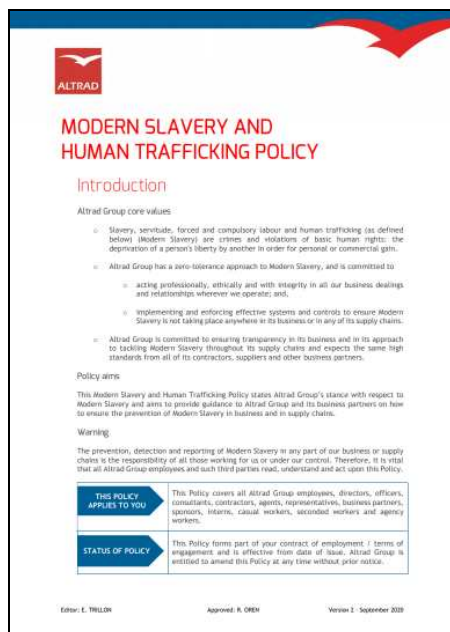 ALTRAD
MODERN SLAVERY AND
HUMAN TRAFFICKING POLICY
Introduction
Altrad Group core values
o Slavery, servitude, forced and compulsory labour and human trafficking (as defined
below) (Modern Slavery) are crimes and violations of basic human rights: the
deprivation of a person's liberty by another in order for personal or commercial gain.
o Altrad Group has a zero-tolerance approach to Modern Slavery, and is committed to
o acting professionally, ethically and with integrity in all our business dealings
and relationships wherever we operate; and,
o implementing and enforcing effective systems and controls to ensure Modern
Slavery is not taking place anywhere in its business or in any of its supply chains.
o Altrad Group is committed to ensuring transparency in its business and in its approach
to tackling Modern Slavery throughout its supply chains and expects the same high
standards from all of its contractors, suppliers and other business partners.
Policy aims
This Modern Slavery and Human Trafficking Policy states Altrad Group's stance with respect to
Modern Slavery and aims to provide guidance to Altrad Group and its business partners on how
to ensure the prevention of Modern Slavery in business and in supply chains.
Warning
The prevention, detection and reporting of Modern Slavery in any part of our business or supply
chains is the responsibility of all those working for us or under our control. Therefore, it is vital
that all Altrad Group employees and such third parties read, understand and act upon this Policy.
THIS POLICY
APPLIES TO YOU
This Policy covers all Altrad Group employees, directors, officers,
consultants, contractors, agents, representatives, business partners,
sponsors, interns, casual workers, seconded workers and agency
workers.
STATUS OF POLICY
This Policy forms part of your contract of employment / terms of
engagement and is effective from date of issue. Altrad Group is
entitled to amend this Policy at any time without prior notice.
Editor: E. TRILLON Approved: R. OREN Version 2 - September 2020